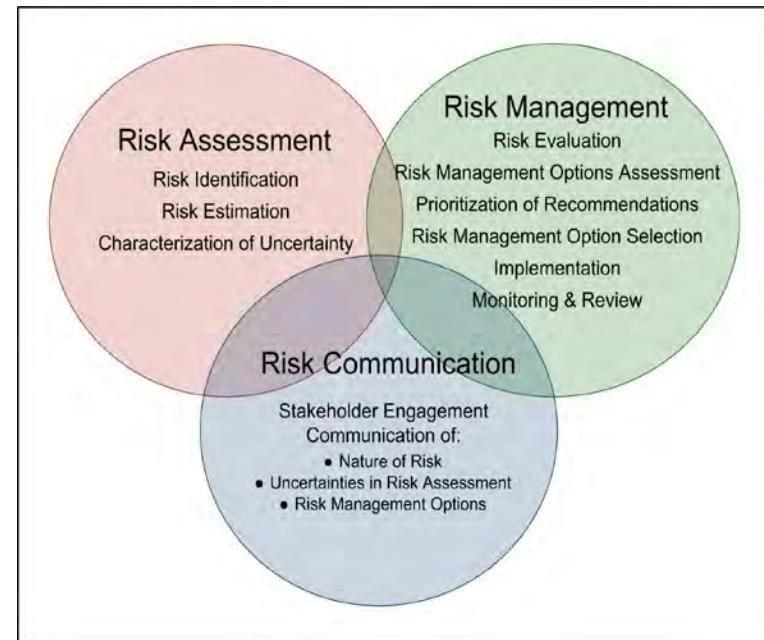 Risk Assessment
Risk Identification
Risk Estimation
Characterization of Uncertainty
Risk Management
Risk Evaluation
Risk Management Options Assessment
Prioritization of Recommendations
Risk Management Option Selection
Implementation
Monitoring & Review
Risk Communication
Stakeholder Engagement
Communication of:
● Nature of Risk
● Uncertainties in Risk Assessment
● Risk Management Options